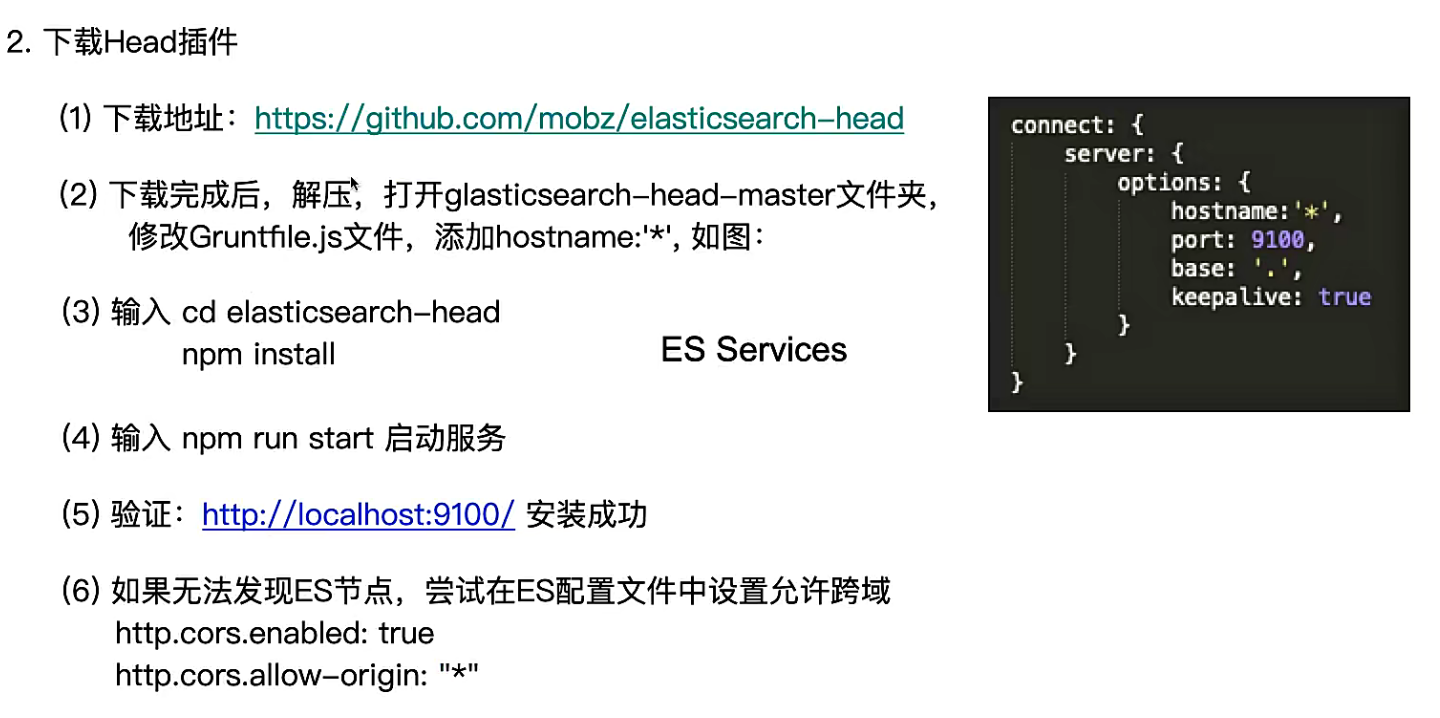 2. 下载Head插件
(1) 下载地址：https://github.com/mobz/elasticsearch-head
(2) 下载完成后，解压，打开glasticsearch-head-master文件夹，
修改Gruntfile.js文件，添加hostname:'*', 如图：
(3) 输入 cd elasticsearch-head
npm install
ES Services
(4) 输入 npm run start 启动服务
(5) 验证：http://localhost:9100/ 安装成功
(6) 如果无法发现ES节点，尝试在ES配置文件中设置允许跨域
http.cors.enabled: true
http.cors.allow-origin: "*"
connect: {
server: {
options: {
hostname:'*',
port: 9100,
base: '.',
keepalive: true
}
}
}